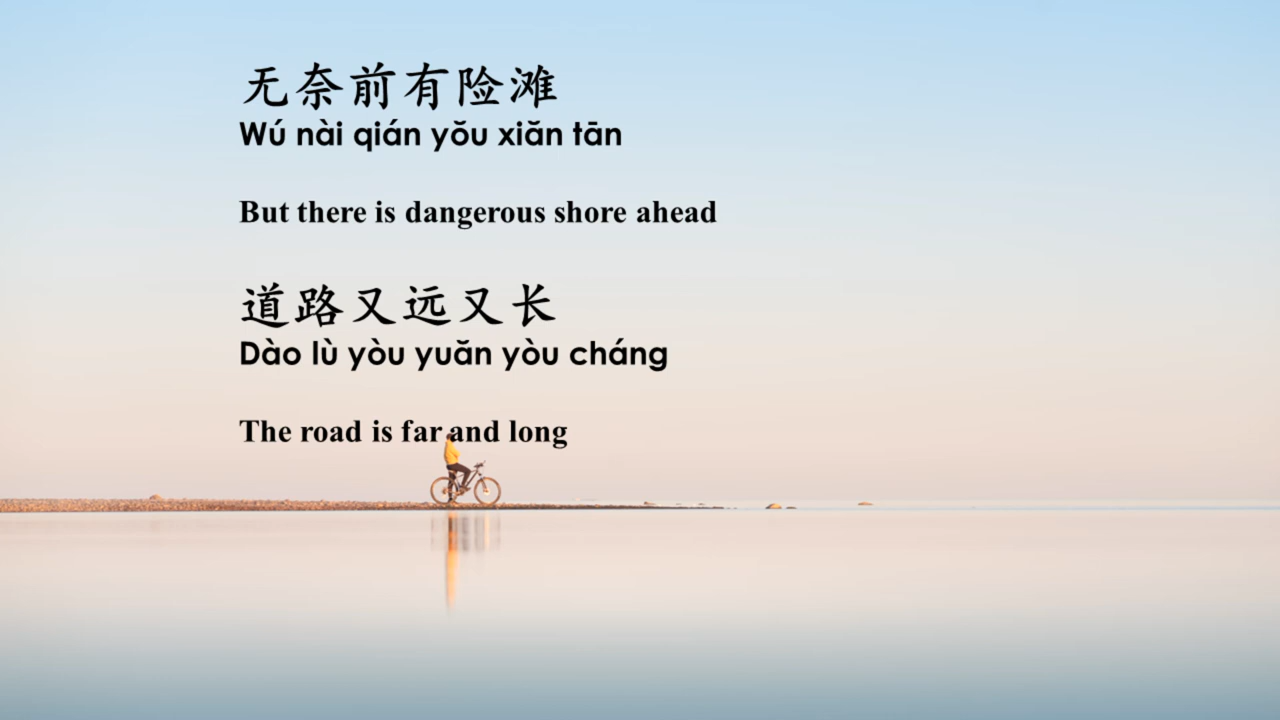 无奈前有险滩
Wú nài qián yǒu xiǎn tān
But there is dangerous shore ahead
道路又远又长
Dào lù yòu yuǎn yòu cháng
The road is far and long